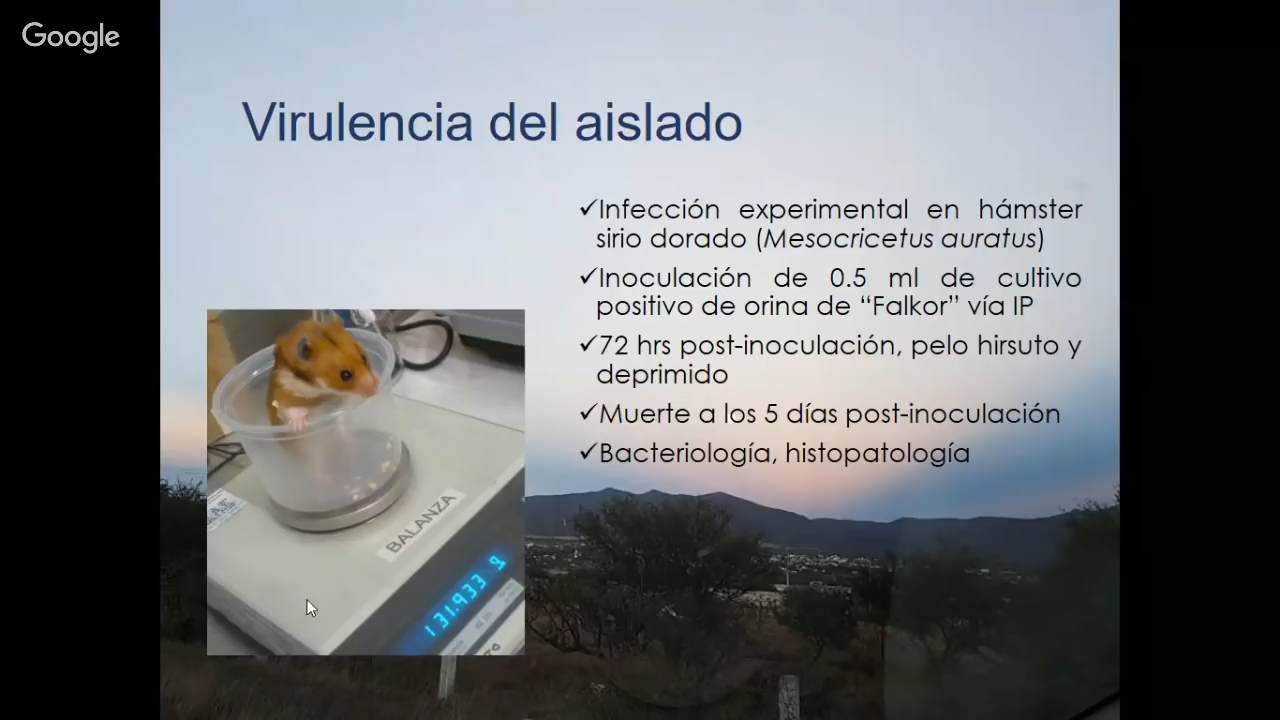 Google
Virulencia del aislado
✓Infección experimental en hámster
sirio dorado (Mesocricetus auratus)
✓Inoculación de 0.5 ml de cultivo
positivo de orina de “Falkor” vía IP
✓72 hrs post-inoculación, pelo hirsuto y
deprimido
✓Muerte a los 5 días post-inoculación
✓Bacteriología, histopatología
BALANZA
131.933 g